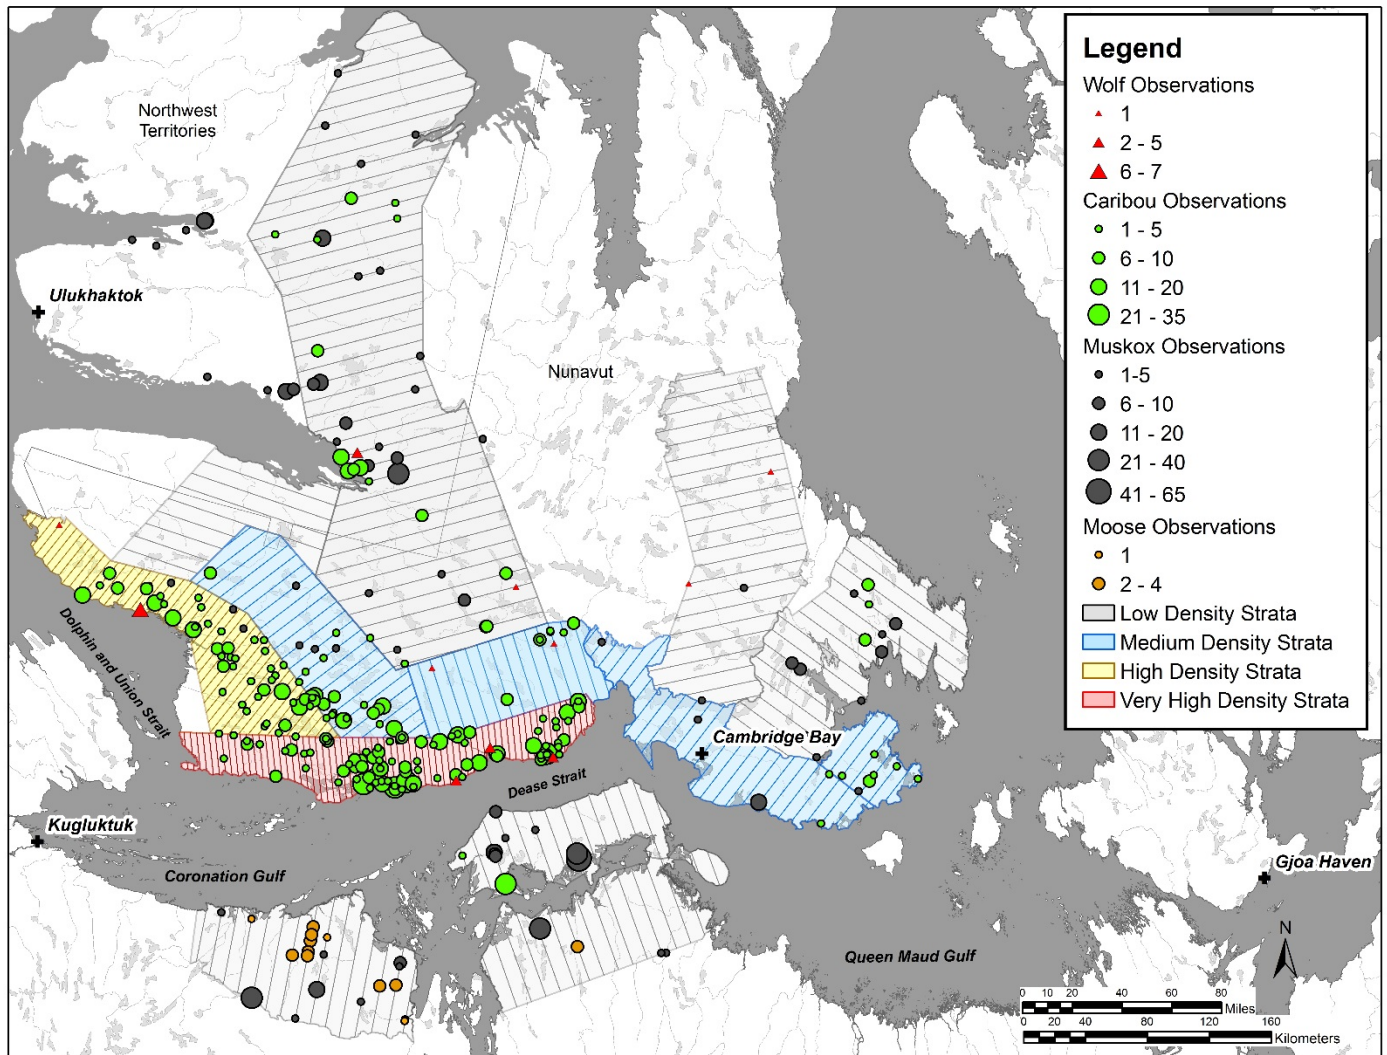 Northwest
Territories
Ulukhaktok
Nunavut
Dolphin and Union Strait
Cambridge Bay
Dease Strait
Kugluktuk
Coronation Gulf
Gjoa Haven
Queen Maud Gulf
Legend
Wolf Observations
1
2 - 5
6 - 7
Caribou Observations
1 - 5
6 - 10
11 - 20
21 - 35
Muskox Observations
1-5
6 - 10
11 - 20
21 - 40
41 - 65
Moose Observations
1
2 - 4
Low Density Strata
Medium Density Strata
High Density Strata
Very High Density Strata
N
0 10 20 40 60 80
Miles
0 20 40 80 120 160
Kilometers